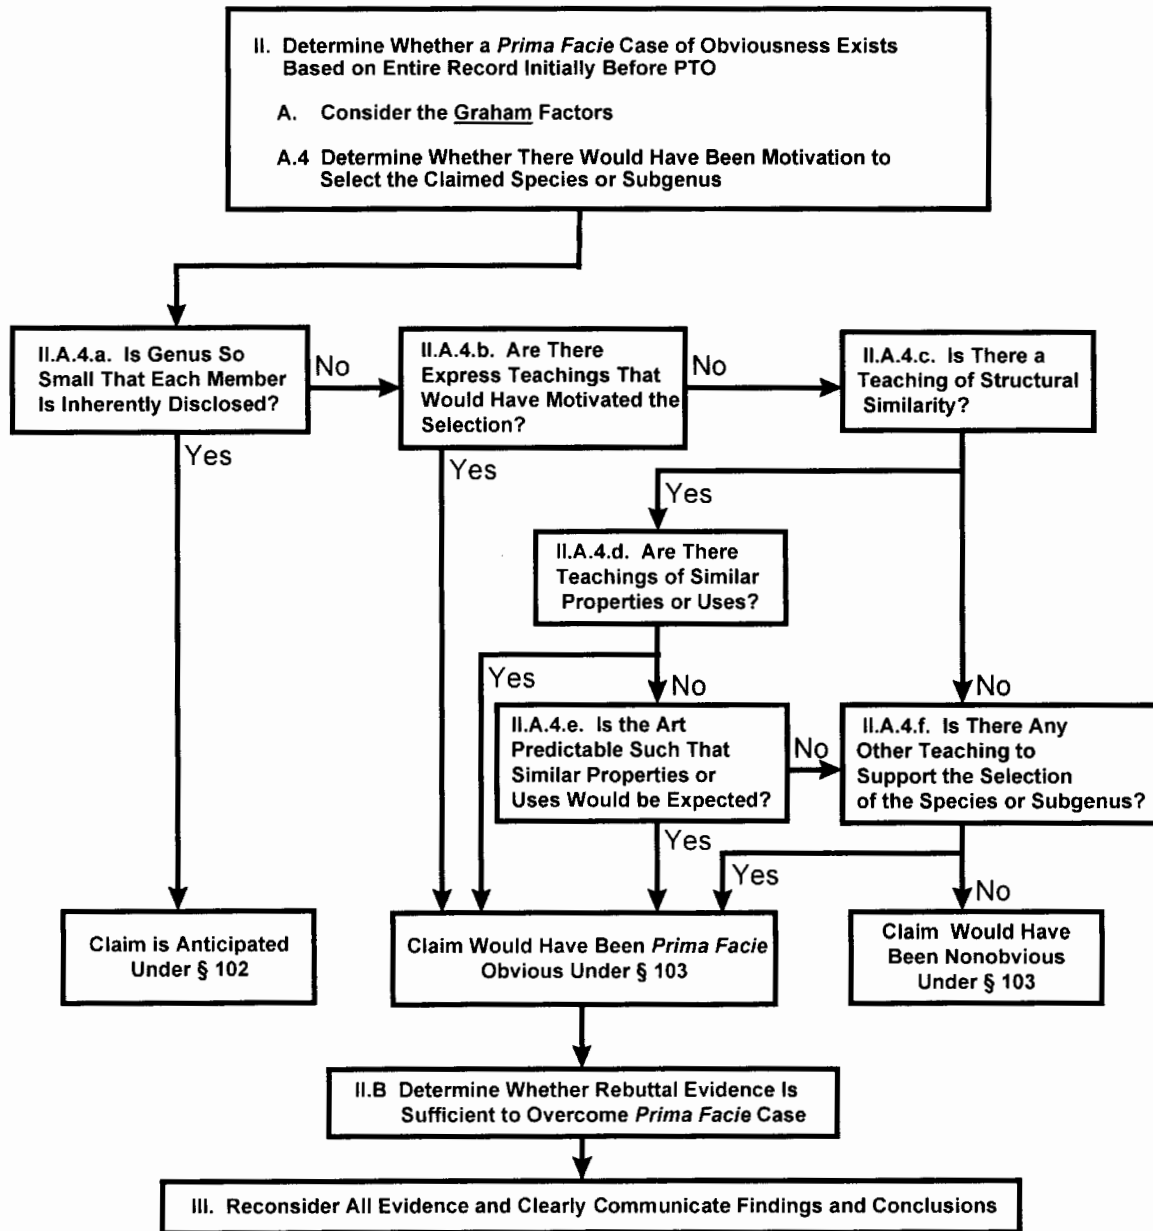 II. Determine Whether a Prima Facie Case of Obviousness Exists
Based on Entire Record Initially Before PTO
A. Consider the Graham Factors
A.4 Determine Whether There Would Have Been Motivation to
Select the Claimed Species or Subgenus
II.A.4.a. Is Genus So
Small That Each Member
Is Inherently Disclosed?
No
Yes
II.A.4.b. Are There
Express Teachings That
Would Have Motivated the
Selection?
No
Yes
II.A.4.c. Is There a
Teaching of Structural
Similarity?
Yes
No
II.A.4.d. Are There
Teachings of Similar
Properties or Uses?
Yes
No
II.A.4.e. Is the Art
Predictable Such That
Similar Properties or
Uses Would be Expected?
No
Yes
II.A.4.f. Is There Any
Other Teaching to
Support the Selection
of the Species or Subgenus?
Yes
No
Claim is Anticipated
Under § 102
Claim Would Have Been Prima Facie
Obvious Under § 103
Claim Would Have
Been Nonobvious
Under § 103
II.B Determine Whether Rebuttal Evidence Is
Sufficient to Overcome Prima Facie Case
III. Reconsider All Evidence and Clearly Communicate Findings and Conclusions